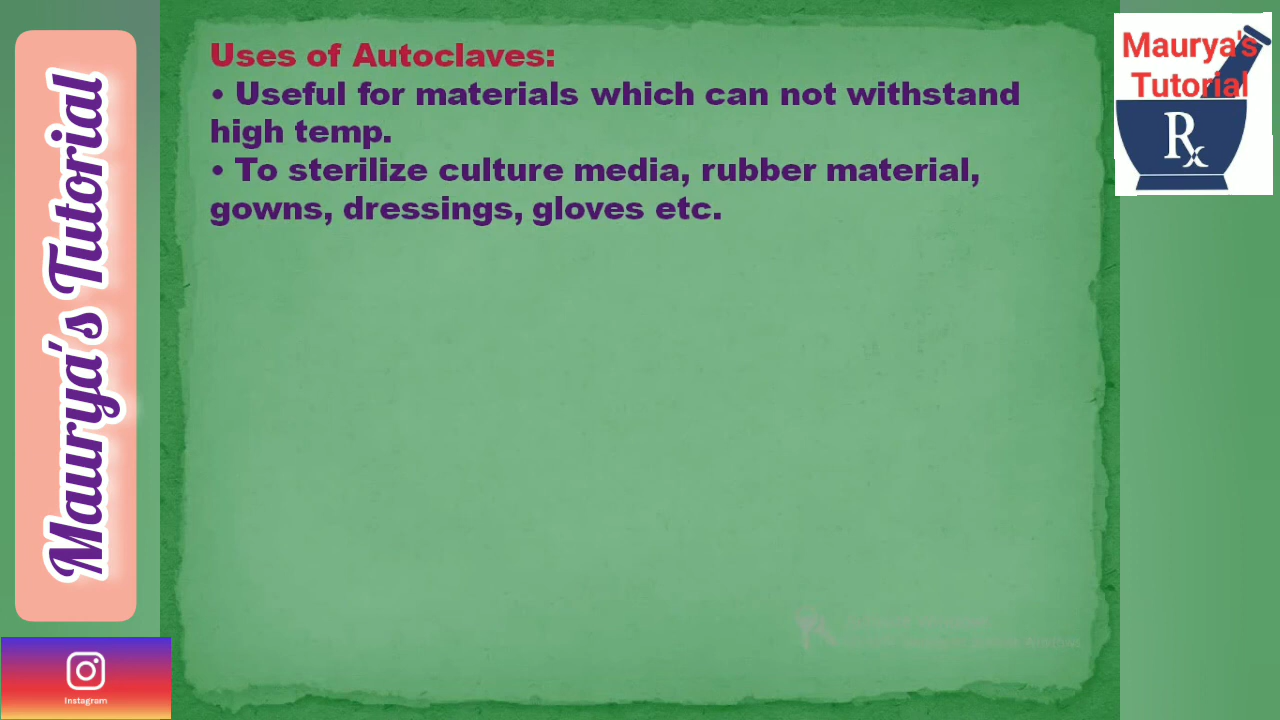 Uses of Autoclaves:
• Useful for materials which can not withstand
high temp.
• To sterilize culture media, rubber material,
gowns, dressings, gloves etc.
Maurya's Tutorial
Instagram
Maurya's
Tutorial
Rx